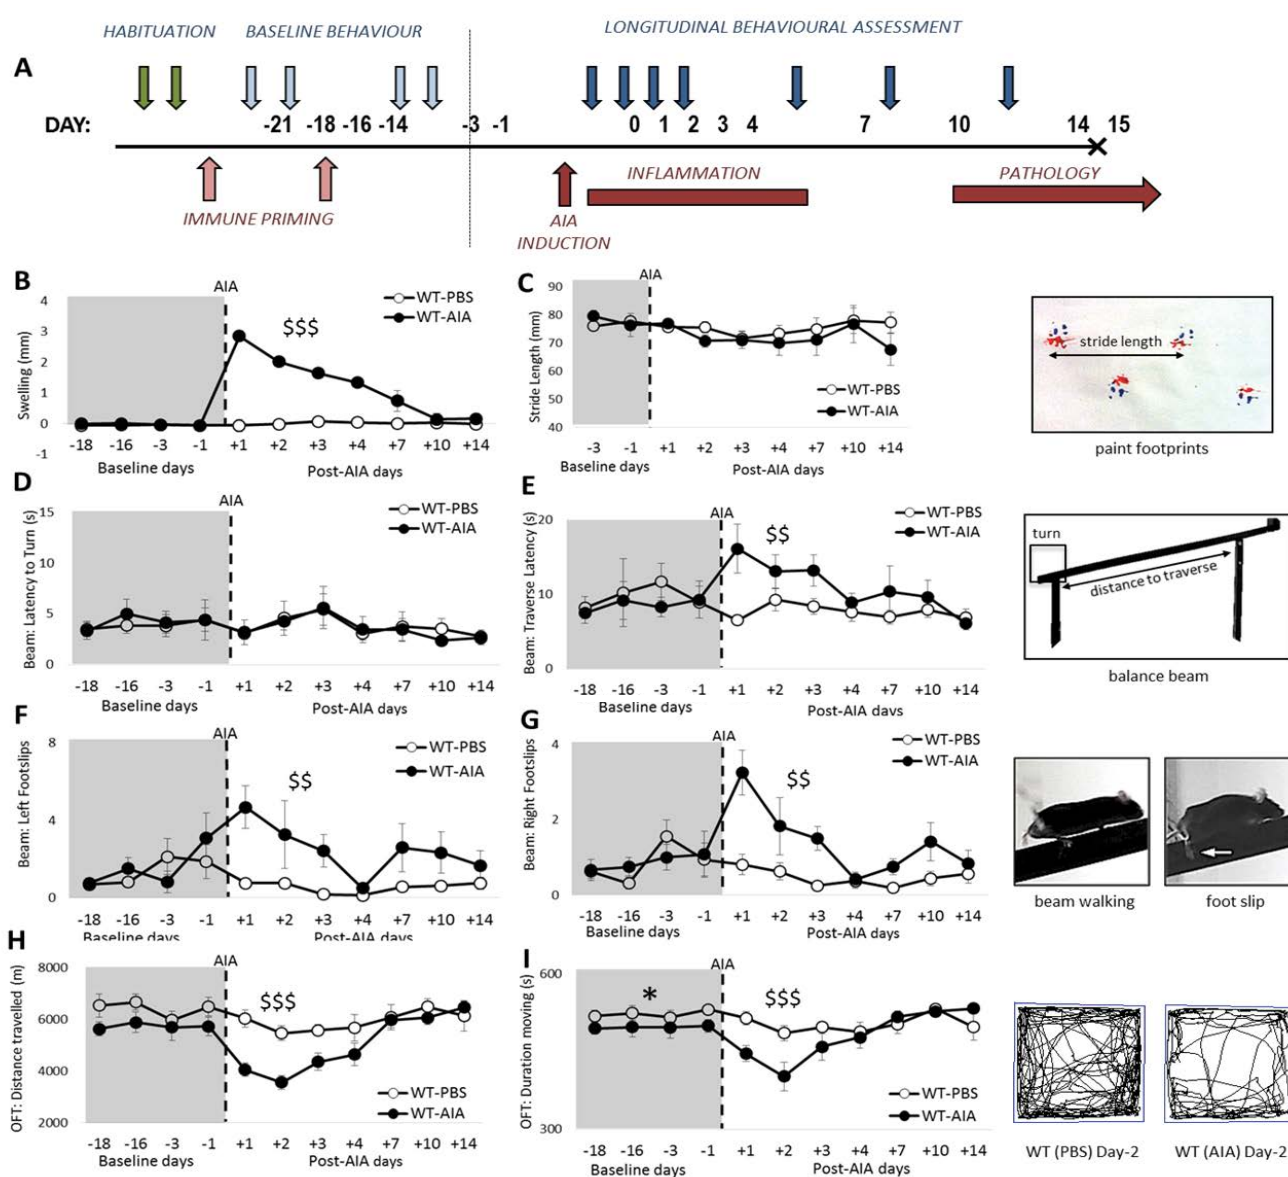 HABITUATION BASELINE BEHAVIOUR LONGITUDINAL BEHAVIOURAL ASSESSMENT
A
DAY: -21 -18 -16 -14 -3 -1 0 1 2 3 4 7 10 14 15
INFLAMMATION PATHOLOGY
IMMUNE PRIMING AIA
INDUCTION
B
AIA
WT-PBS
WT-AIA
$$$
Swelling (mm)
4
3
2
1
0
-1
-18 -16 -3 -1 +1 +2 +3 +4 +7 +10 +14
Baseline days Post-AIA days
C
AIA
Stride Length (mm)
90
80
70
60
50
40
WT-PBS
WT-AIA
-3 -1 +1 +2 +3 +4 +7 +10 +14
Baseline days Post-AIA days
stride length
paint footprints
D
AIA
WT-PBS
WT-AIA
Beam: Latency to Turn (s)
15
10
5
0
-18 -16 -3 -1 +1 +2 +3 +4 +7 +10 +14
Baseline days Post-AIA days
E
AIA
WT-PBS
WT-AIA
$$
Beam: Traverse Latency (s)
20
10
0
-18 -16 -3 -1 +1 +2 +3 +4 +7 +10 +14
Baseline days Post-AIA days
turn
distance to traverse
balance beam
F
AIA
WT-PBS
WT-AIA
$$
Beam: Left Footslips
8
4
0
-18 -16 -3 -1 +1 +2 +3 +4 +7 +10 +14
Baseline days Post-AIA days
G
AIA
WT-PBS
WT-AIA
$$
Beam: Right Footslips
4
2
0
-18 -16 -3 -1 +1 +2 +3 +4 +7 +10 +14
Baseline days Post-AIA days
beam walking foot slip
H
AIA
$$$
OFT: Distance travelled (m)
8000
6000
4000
2000
WT-PBS
WT-AIA
-18 -16 -3 -1 +1 +2 +3 +4 +7 +10 +14
Baseline days Post-AIA days
I
AIA
*
$$$
OFT: Duration moving (s)
600
300
WT-PBS
WT-AIA
-18 -16 -3 -1 +1 +2 +3 +4 +7 +10 +14
Baseline days Post-AIA days
WT (PBS) Day-2 WT (AIA) Day-2